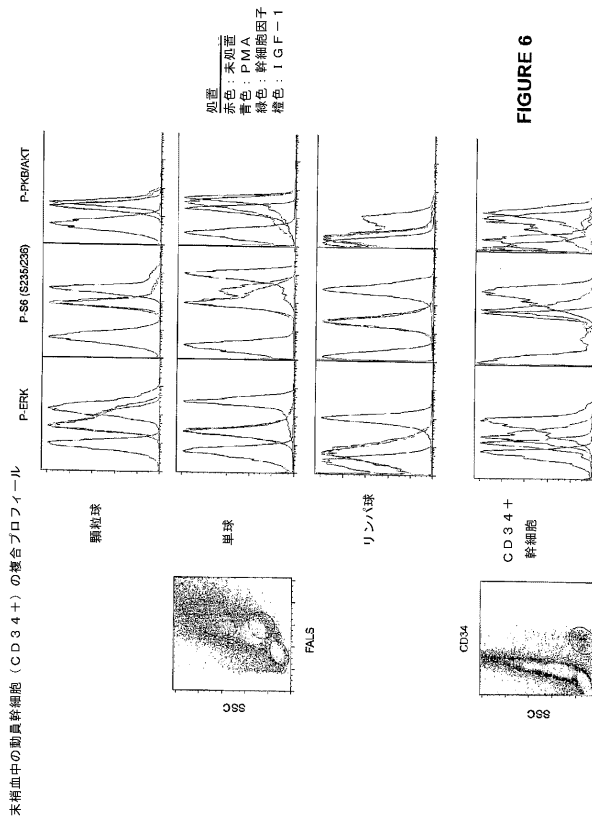 末梢血中の動員幹細胞（CD34+）の複合プロフィール
P-ERK
P-S6 (S235/236)
P-PKB/AKT
顆粒球
単球
リンパ球
CD34+
幹細胞
SSC
FALS
SSC
CD34
処置
赤色：未処置
青色：PMA
緑色：幹細胞因子
橙色：IGF-1
FIGURE 6